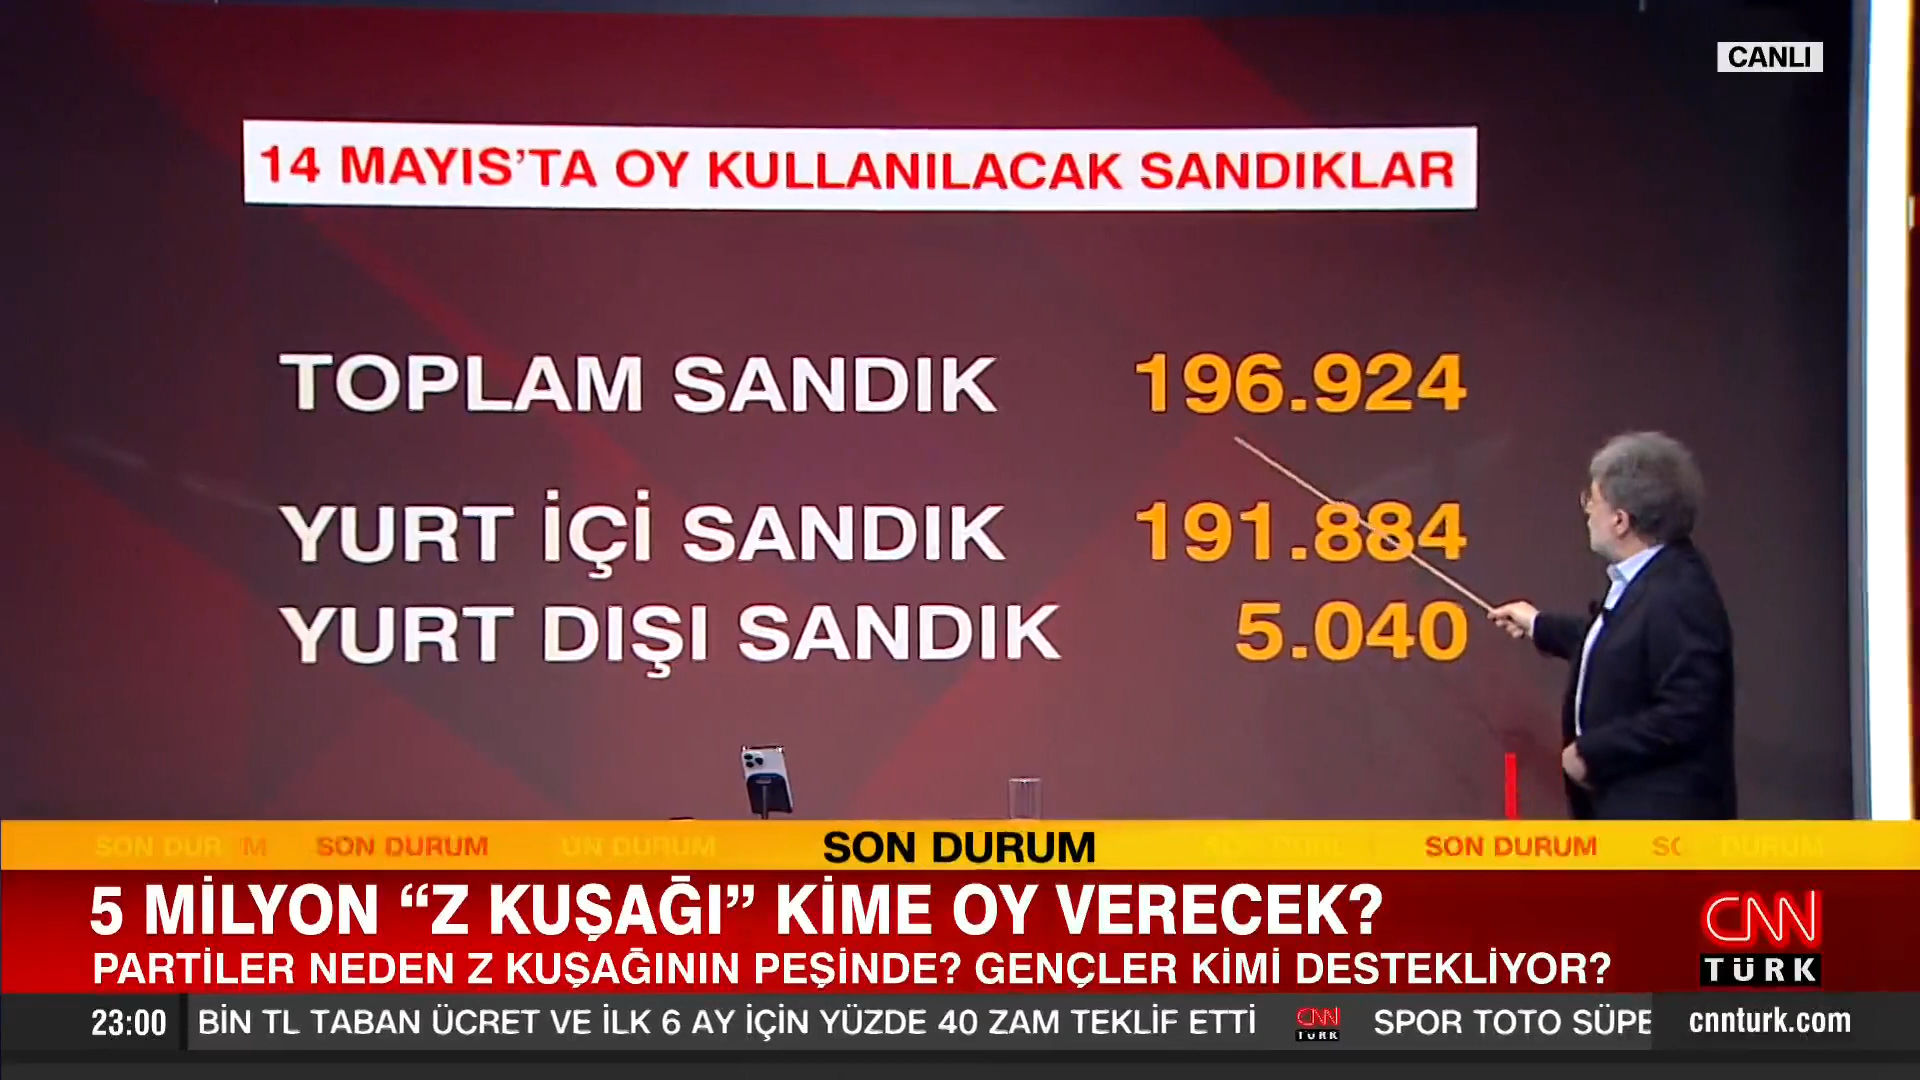 CANLI
14 MAYIS'TA OY KULLANILACAK SANDIKLAR
TOPLAM SANDIK 196.924
YURT İÇİ SANDIK 191.884
YURT DIŞI SANDIK 5.040
SON DURUM SON DURUM SON DURUM
5 MİLYON “Z KUŞAĞI” KİME OY VERECEK?
PARTİLER NEDEN Z KUŞAĞININ PEŞİNDE? GENÇLER KİMİ DESTEKLİYOR?
CNN
TÜRK
23:00 BİN TL TABAN ÜCRET VE İLK 6 AY İÇİN YÜZDE 40 ZAM TEKLİF ETTİ CNN TÜRK SPOR TOTO SÜPE cnnturk.com